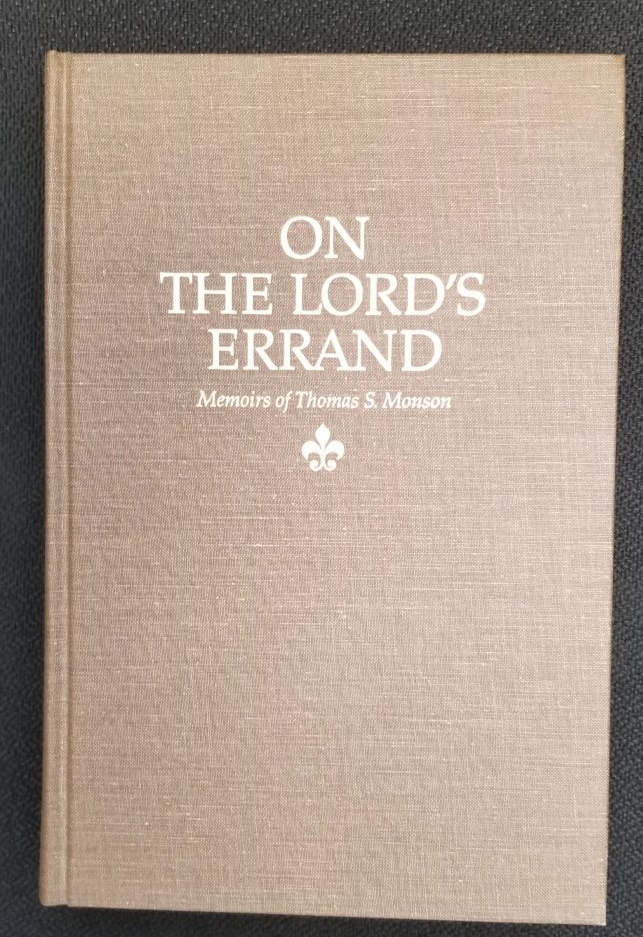 ON
THE LORD'S
ERRAND
Memoirs of Thomas S. Monson